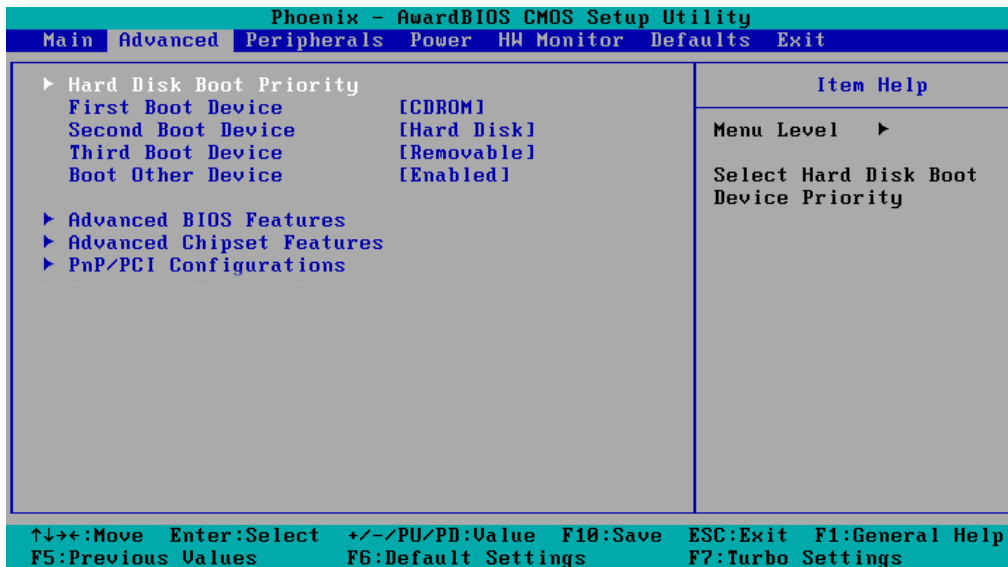 Phoenix - AwardBIOS CMOS Setup Utility
Main Advanced Peripherals Power HW Monitor Defaults Exit
Hard Disk Boot Priority
First Boot Device [CDROM]
Second Boot Device [Hard Disk]
Third Boot Device [Removable]
Boot Other Device [Enabled]
Advanced BIOS Features
Advanced Chipset Features
PnP/PCI Configurations
Item Help
Menu Level
Select Hard Disk Boot
Device Priority
↑↓→←:Move Enter:Select +/-/PU/PD:Value F10:Save ESC:Exit F1:General Help
F5:Previous Values F6:Default Settings F7:Turbo Settings